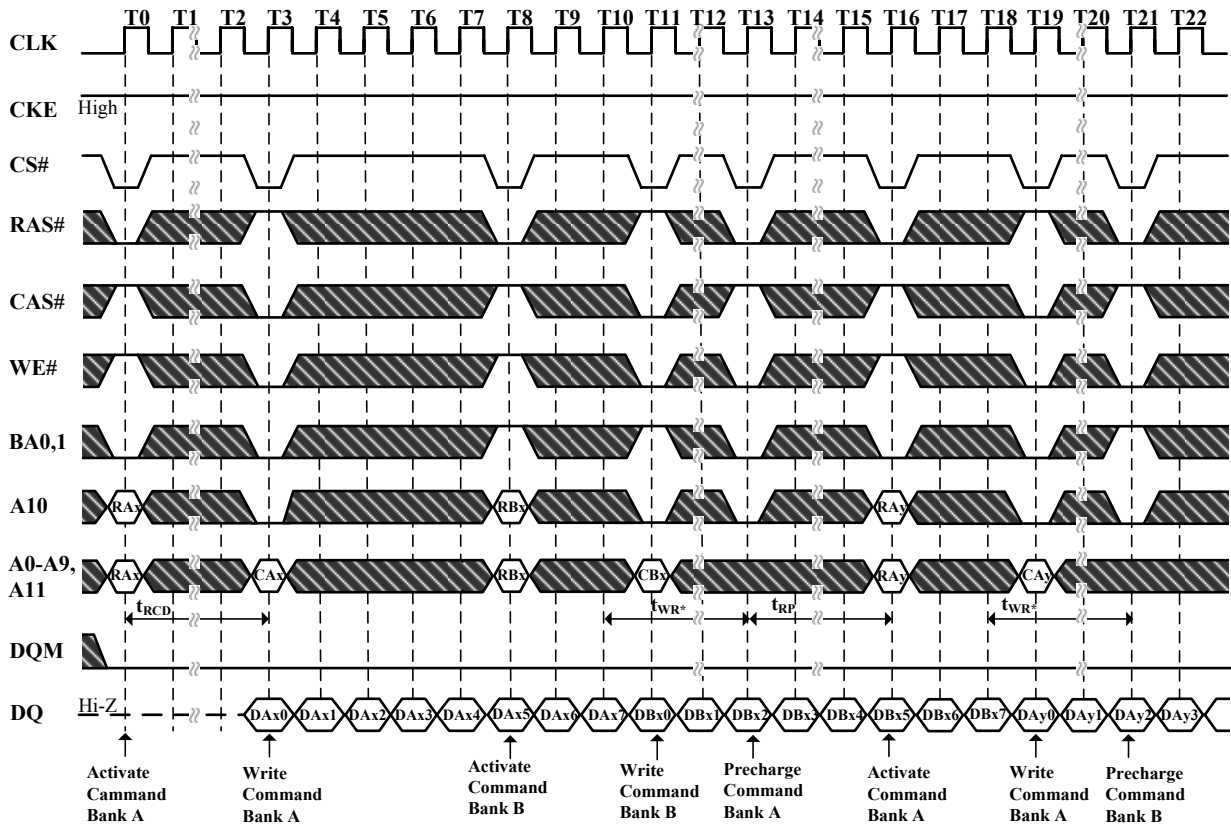 T0 T1 T2 T3 T4 T5 T6 T7 T8 T9 T10 T11 T12 T13 T14 T15 T16 T17 T18 T19 T20 T21 T22
CLK
CKE High
CS#
RAS#
CAS#
WE#
BA0,1
A10 RAx RBx RAy
A0-A9,
A11 RAx CAx RBx CBx RAy CAy
tRCD tWR* tRP tWR*
DQM
DQ Hi-Z DAx0 DAx1 DAx2 DAx3 DAx4 DAx5 DAx6 DAx7 DBx0 DBx1 DBx2 DBx3 DBx4 DBx5 DBx6 DBx7 DAy0 DAy1 DAy2 DAy3
Activate
Cammand
Bank A
Write
Command
Bank A
Activate
Command
Bank B
Write
Command
Bank B
Precharge
Command
Bank A
Activate
Command
Bank A
Write
Command
Bank A
Precharge
Command
Bank B